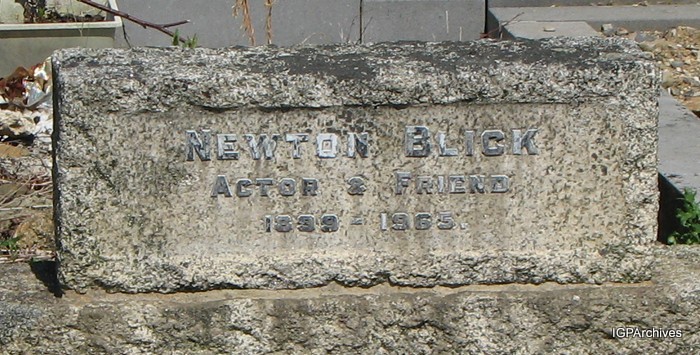 NEWTON BLICK
ACTOR & FRIEND
1899 - 1965.
IGPArchives